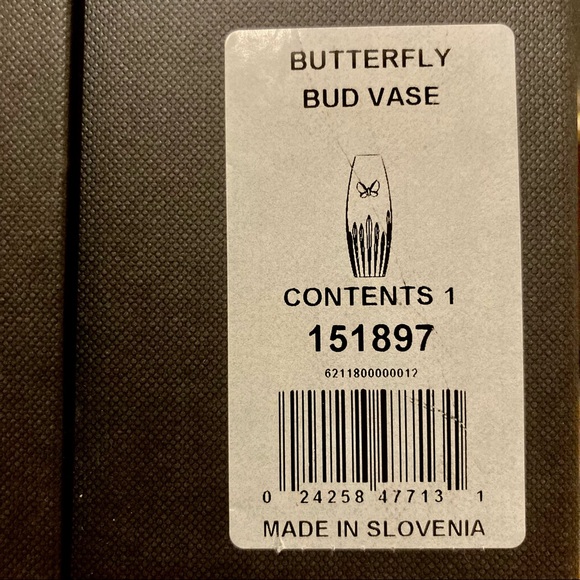 BUTTERFLY
BUD VASE
CONTENTS 1
151897
6211800000012
0 24258 47713 1
MADE IN SLOVENIA